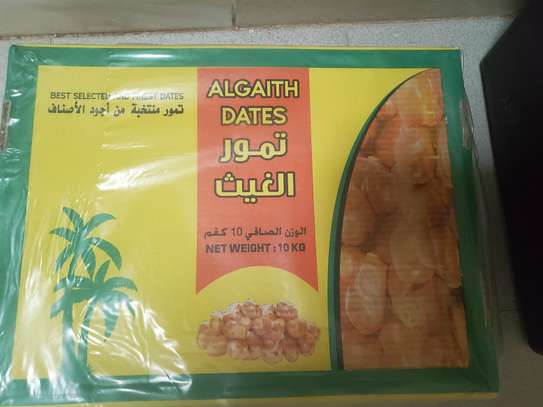 BEST SELECTED AND FINEST DATES
تمور منتخبة من أجود الأصناف
ALGAITH
DATES
تمور
الغيث
الوزن الصافي 10 كغم
NET WEIGHT : 10 KG